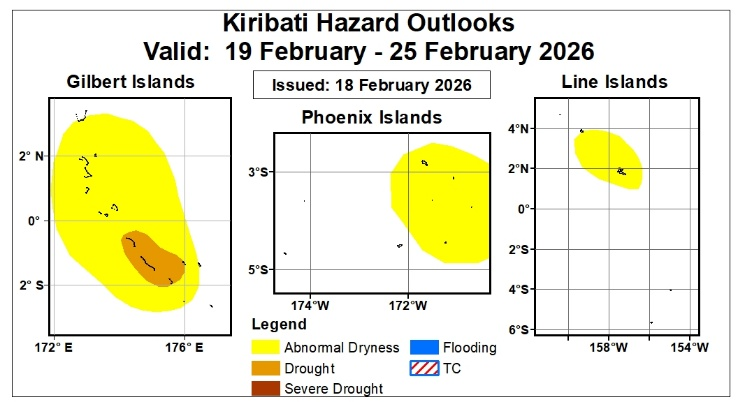 Kiribati Hazard Outlooks
Valid: 19 February - 25 February 2026
Gilbert Islands
Issued: 18 February 2026
Line Islands
Phoenix Islands
2° N
0°
2° S
172° E
176° E
3°S
5°S
174°W
172°W
4°N
2°N
0°
2°S
4°S
6°S
158°W
154°W
Legend
Abnormal Dryness
Flooding
Drought
TC
Severe Drought